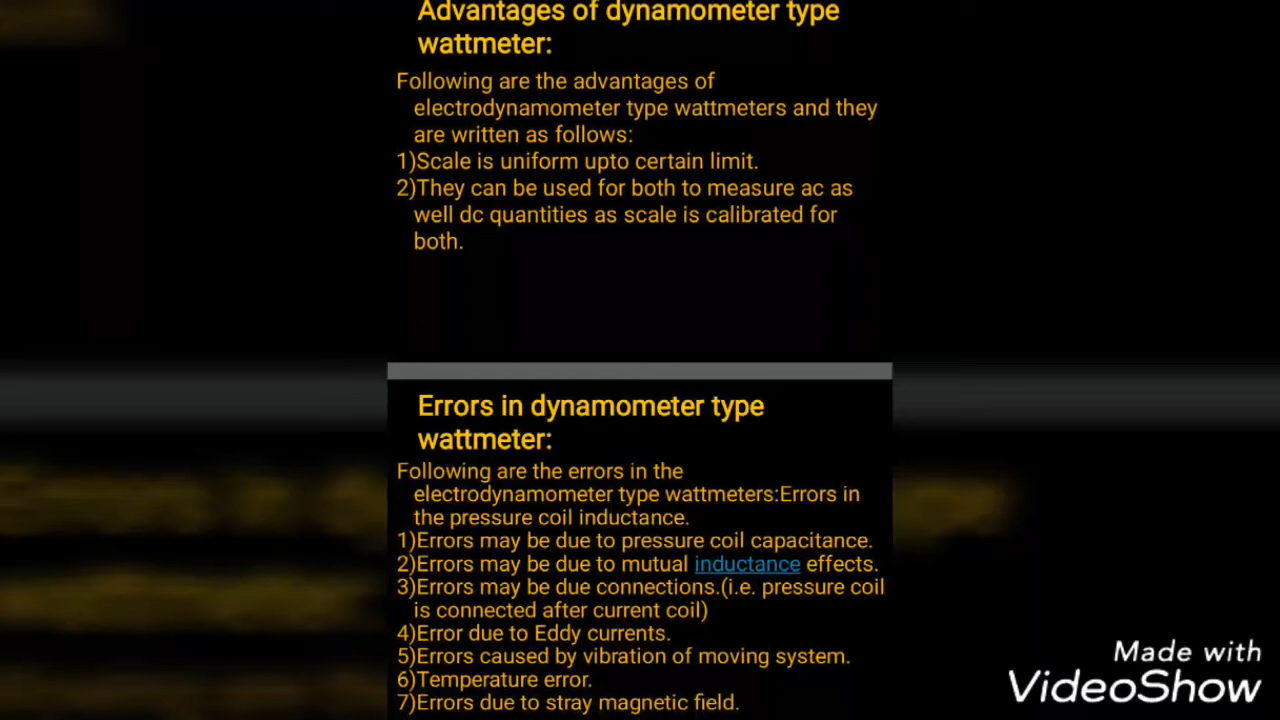 Advantages of dynamometer type
wattmeter:
Following are the advantages of
electrodynamometer type wattmeters and they
are written as follows:
1)Scale is uniform upto certain limit.
2)They can be used for both to measure ac as
well dc quantities as scale is calibrated for
both.
Errors in dynamometer type
wattmeter:
Following are the errors in the
electrodynamometer type wattmeters:Errors in
the pressure coil inductance.
1)Errors may be due to pressure coil capacitance.
2)Errors may be due to mutual inductance effects.
3)Errors may be due connections.(i.e. pressure coil
is connected after current coil)
4)Error due to Eddy currents.
5)Errors caused by vibration of moving system.
6)Temperature error.
7)Errors due to stray magnetic field.
Made with
VideoShow